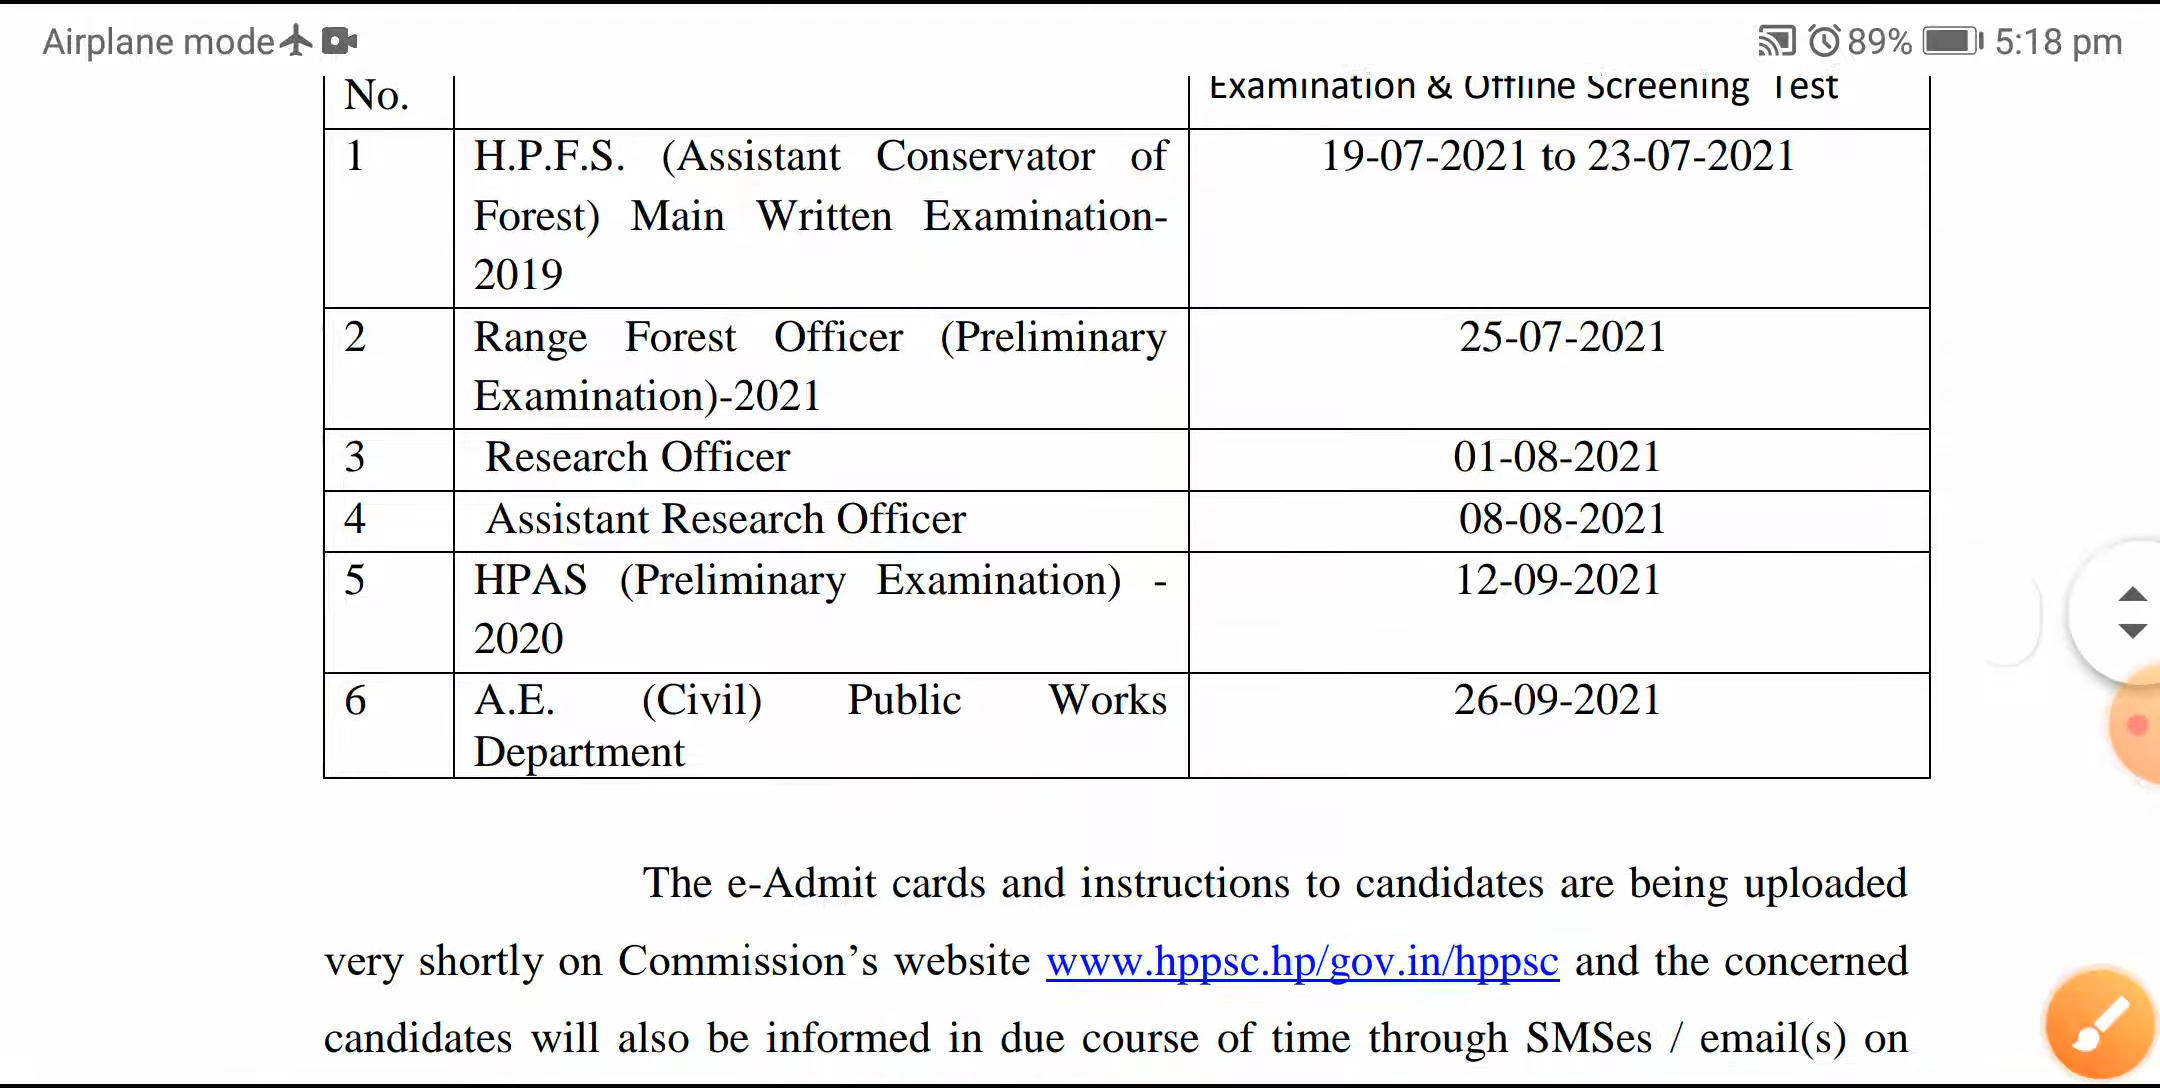 Airplane mode 89% 5:18 pm
No. Examination & Offline Screening Test
1 H.P.F.S. (Assistant Conservator of 19-07-2021 to 23-07-2021
Forest) Main Written Examination-
2019
2 Range Forest Officer (Preliminary 25-07-2021
Examination)-2021
3 Research Officer 01-08-2021
4 Assistant Research Officer 08-08-2021
5 HPAS (Preliminary Examination) - 12-09-2021
2020
6 A.E. (Civil) Public Works 26-09-2021
Department
The e-Admit cards and instructions to candidates are being uploaded
very shortly on Commission’s website www.hppsc.hp/gov.in/hppsc and the concerned
candidates will also be informed in due course of time through SMSes / email(s) on